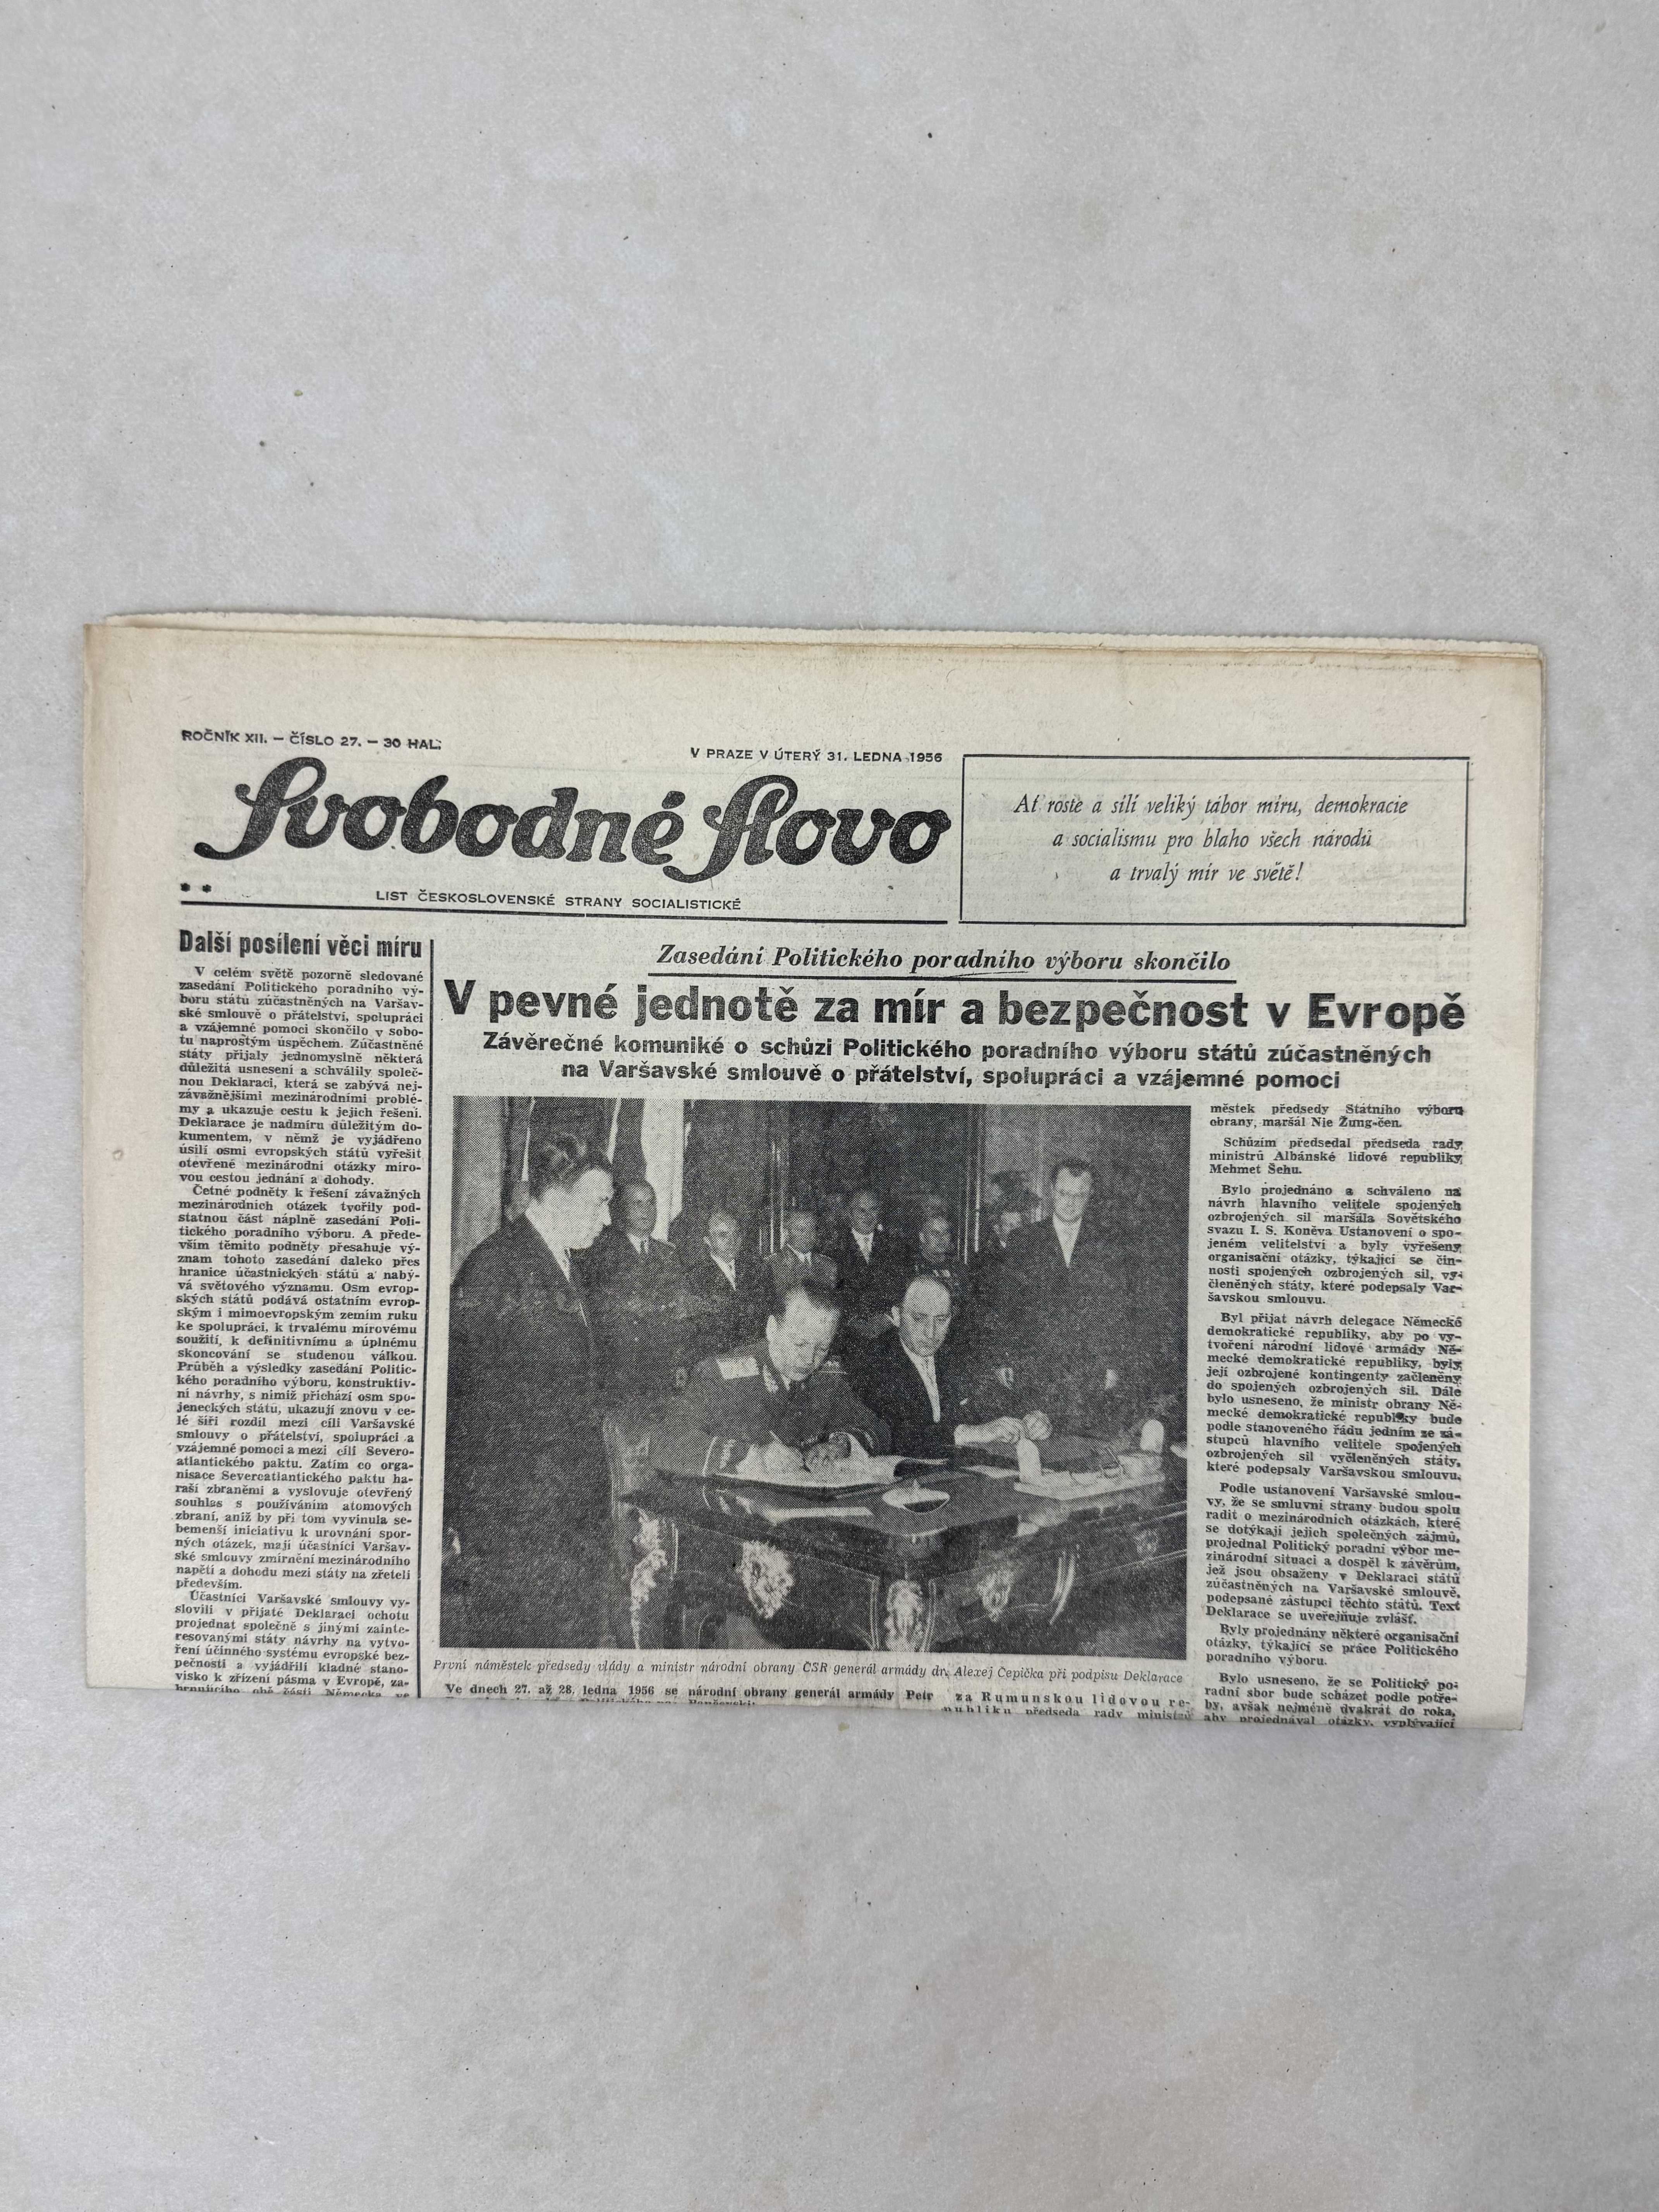 ROČNÍK XII. — ČÍSLO 27. — 30 HAL.
V PRAZE V ÚTERÝ 31. LEDNA 1956
Svobodné slovo
LIST ČESKOSLOVENSKÉ STRANY SOCIALISTICKÉ
Ať roste a sílí veliký tábor míru, demokracie
a socialismu pro blaho všech národů
a trvalý mír ve světě!
Další posílení věci míru
V celém světě pozorně sledované
zasedání Politického poradního vý-
boru států zúčastněných na Varšav-
ské smlouvě o přátelství, spolupráci
a vzájemné pomoci skončilo v sobo-
tu naprostým úspěchem. Zúčastněné
státy přijaly jednomyslně některá
důležitá usnesení a schválily společ-
nou Deklaraci, která se zabývá nej-
závažnějšími mezinárodními problé-
my a ukazuje cestu k jejich řešení.
Deklarace je nadmíru důležitým do-
kumentem, v němž je vyjádřeno
úsilí osmi evropských států vyřešit
otevřené mezinárodní otázky míro-
vou cestou jednání a dohody.
Četné podněty k řešení závažných
mezinárodních otázek tvořily pod-
statnou část náplně zasedání Poli-
tického poradního výboru. A přede-
vším těmito podněty přesahuje vý-
znam tohoto zasedání daleko přes
hranice účastnických států a nabý-
vá světového významu. Osm evrop-
ských států podává ostatním evrop-
ským i mimoevropským zemím ruku
ke spolupráci, k trvalému mírovému
soužití, k definitivnímu a úplnému
skoncování se studenou válkou.
Průběh a výsledky zasedání Politic-
kého poradního výboru, konstruktiv-
ní návrhy, s nimiž přichází osm spo-
jeneckých států, ukazují znovu v ce-
lé šíři rozdíl mezi cíli Varšavské
smlouvy o přátelství, spolupráci a
vzájemné pomoci a mezi cíli Severo-
atlantického paktu. Zatím co orga-
nisace Severoatlantického paktu ha-
raší zbraněmi a vyslovuje otevřený
souhlas s používáním atomových
zbraní, aniž by při tom vyvinula se-
bemenší iniciativu k urovnání spor-
ných otázek, mají účastníci Varšav-
ské smlouvy zmírnění mezinárodního
napětí a dohodu mezi státy na zřeteli
především.
Účastníci Varšavské smlouvy vy-
slovili v přijaté Deklaraci ochotu
projednat společně s jinými zainte-
resovanými státy návrhy na vytvo-
ření účinného systému evropské bez-
pečnosti a vyjádřili kladné stano-
visko k zřízení pásma v Evropě, za-
hrnujícího obě části Německa, ve
Zasedání Politického poradního výboru skončilo
V pevné jednotě za mír a bezpečnost v Evropě
Závěrečné komuniké o schůzi Politického poradního výboru států zúčastněných
na Varšavské smlouvě o přátelství, spolupráci a vzájemné pomoci
První náměstek předsedy vlády a ministr národní obrany ČSR generál armády dr. Alexej Čepička při podpisu Deklarace
Ve dnech 27. až 28. ledna 1956 se
národní obrany generál armády Petr
za Rumunskou lidovou re-
publiku předseda rady ministrů
městek předsedy Státního výboru
obrany, maršál Nie Žung-čen.
Schůzím předsedal předseda rady
ministrů Albánské lidové republiky
Mehmet Šehu.
Bylo projednáno a schváleno na
návrh hlavního velitele spojených
ozbrojených sil maršála Sovětského
svazu I. S. Koněva Ustanovení o spo-
jeném velitelství a byly vyřešeny
organisační otázky, týkající se čin-
nosti spojených ozbrojených sil, vy-
členěných státy, které podepsaly Var-
šavskou smlouvu.
Byl přijat návrh delegace Německé
demokratické republiky, aby po vy-
tvoření národní lidové armády Ně-
mecké demokratické republiky, byly
její ozbrojené kontingenty začleněny
do spojených ozbrojených sil. Dále
bylo usneseno, že ministr obrany Ně-
mecké demokratické republiky bude
podle stanoveného řádu jedním ze zá-
stupců hlavního velitele spojených
ozbrojených sil vyčleněných státy,
které podepsaly Varšavskou smlouvu.
Podle ustanovení Varšavské smlou-
vy, že se smluvní strany budou spolu
radit o mezinárodních otázkách, které
se dotýkají jejich společných zájmů,
projednal Politický poradní výbor me-
zinárodní situaci a dospěl k závěrům,
jež jsou obsaženy v Deklaraci států
zúčastněných na Varšavské smlouvě,
podepsané zástupci těchto států. Text
Deklarace se uveřejňuje zvlášť.
Byly projednány některé organisační
otázky, týkající se práce Politického
poradního výboru.
Bylo usneseno, že se Politický po-
radní sbor bude scházet podle potře-
by, avšak nejméně dvakrát do roka,
aby projednával otázky, vyplývající